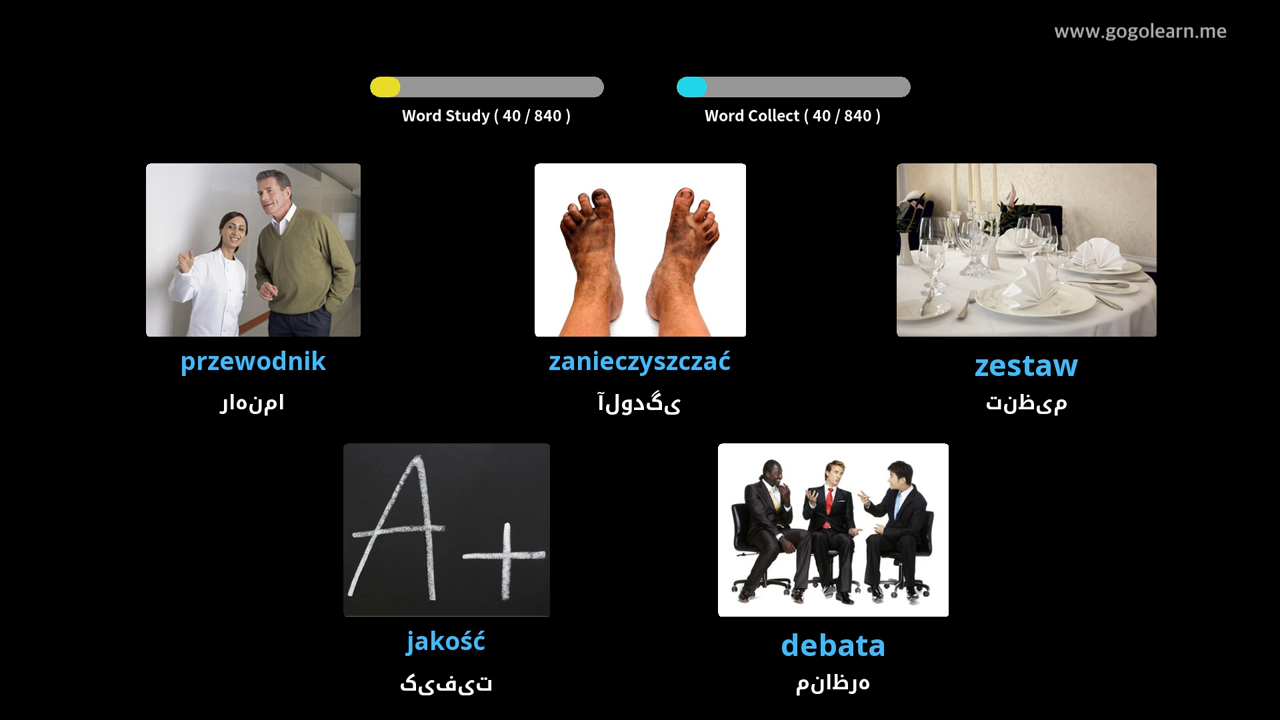 www.gogolearn.me
Word Study ( 40 / 840 )
Word Collect ( 40 / 840 )
przewodnik
راهنما
zanieczyszczać
آلودگی
zestaw
تنظیم
A+
jakość
کیفیت
debata
مناظره